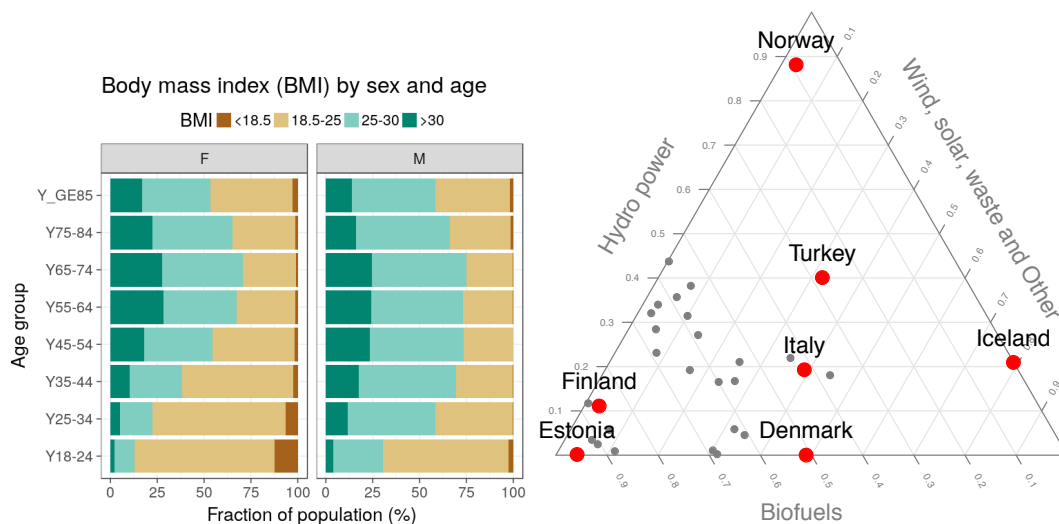 Body mass index (BMI) by sex and age
BMI <18.5 18.5-25 25-30 >30
F M
Y_GE85
Y75-84
Y65-74
Y55-64
Y45-54
Y35-44
Y25-34
Y18-24
Age group
0 25 50 75 100 0 25 50 75 100
Fraction of population (%)
Norway
Turkey
Italy
Iceland
Finland
Estonia
Denmark
Hydro power
0.9
0.8
0.7
0.6
0.5
0.4
0.3
0.2
0.1
Wind, solar, waste and Other
0.1
0.2
0.3
0.4
0.5
0.6
0.7
0.8
0.9
0.9 0.8 0.7 0.6 0.5 0.4 0.3 0.2 0.1
Biofuels